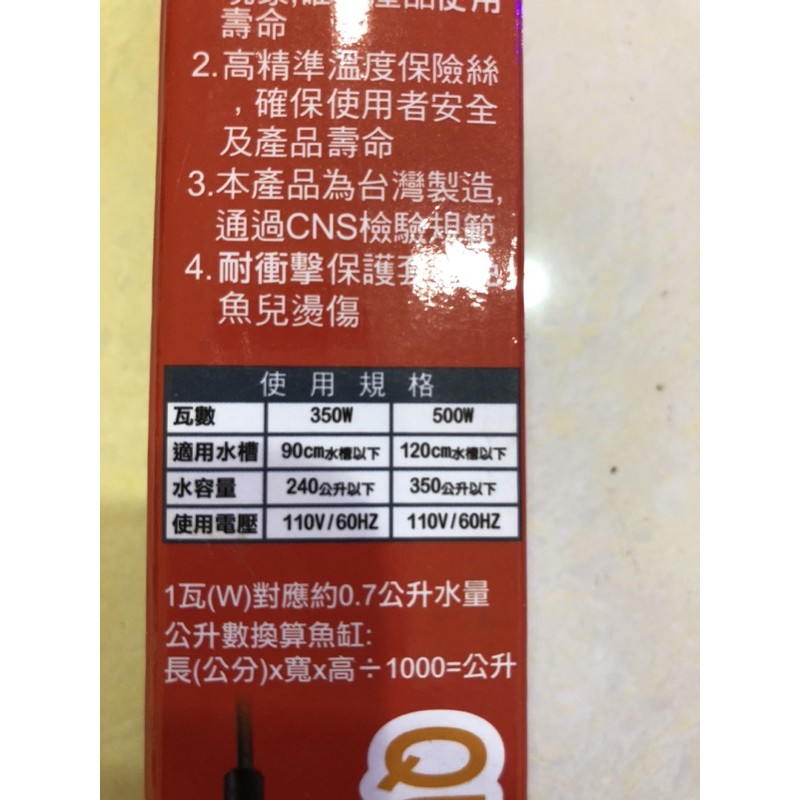 壽命
2.高精準溫度保險絲
，確保使用者安全
及產品壽命
3.本產品為台灣製造,
通過CNS檢驗規範
4.耐衝擊保護套
魚兒燙傷
使用規格
瓦數 350W 500W
適用水槽 90cm水槽以下 120cm水槽以下
水容量 240公升以下 350公升以下
使用電壓 110V/60HZ 110V/60HZ
1瓦(W)對應約0.7公升水量
公升數換算魚缸:
長(公分)x寬x高÷1000=公升